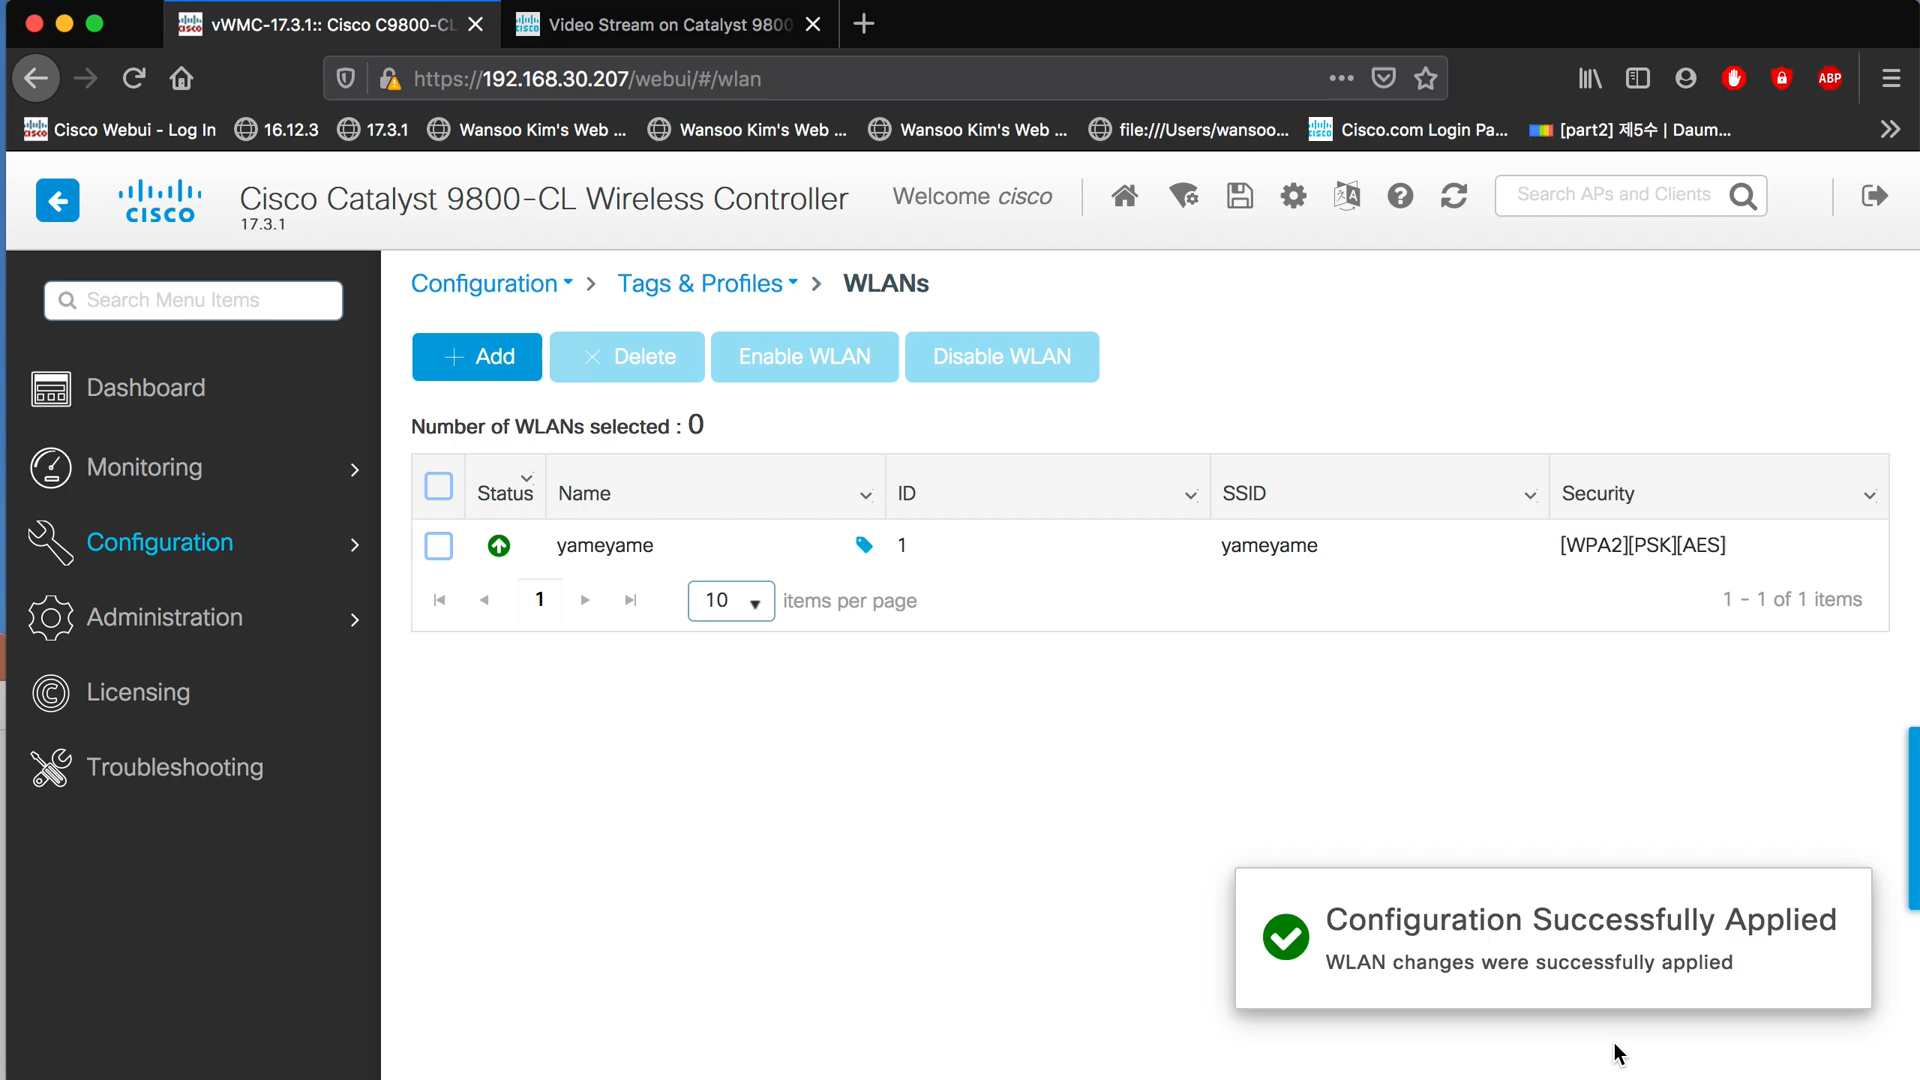 vWMC-17.3.1:: Cisco C9800-CL
Video Stream on Catalyst 9800
https://192.168.30.207/webui/#/wlan
ABP
Cisco Webui - Log In
16.12.3
17.3.1
Wansoo Kim's Web ...
Wansoo Kim's Web ...
Wansoo Kim's Web ...
file:///Users/wansoo...
Cisco.com Login Pa...
[part2] 제5수 | Daum...
CISCO
Cisco Catalyst 9800-CL Wireless Controller
17.3.1
Welcome cisco
Search APs and Clients
Search Menu Items
Dashboard
Monitoring
Configuration
Administration
Licensing
Troubleshooting
Configuration > Tags & Profiles > WLANs
Add
Delete
Enable WLAN
Disable WLAN
Number of WLANs selected : 0
Status Name ID SSID Security
yameyame 1 yameyame [WPA2][PSK][AES]
1 10 items per page 1 - 1 of 1 items
Configuration Successfully Applied
WLAN changes were successfully applied